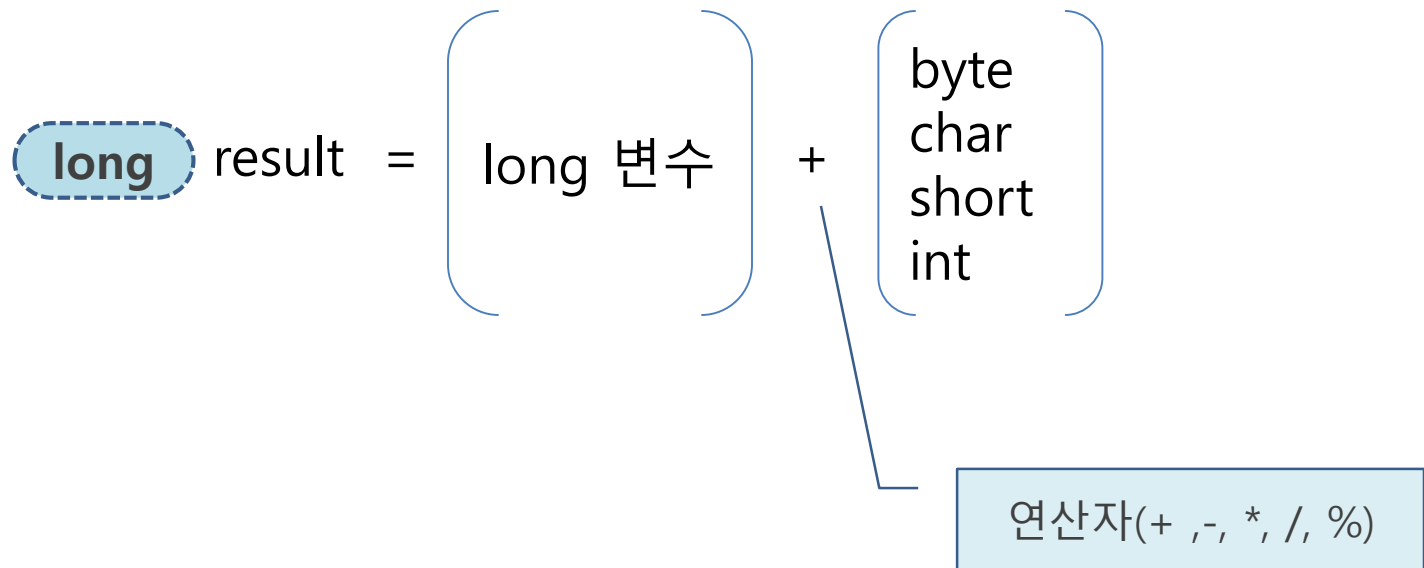 long result = long 변수 +
byte
char
short
int
연산자(+ ,-, *, /, %)